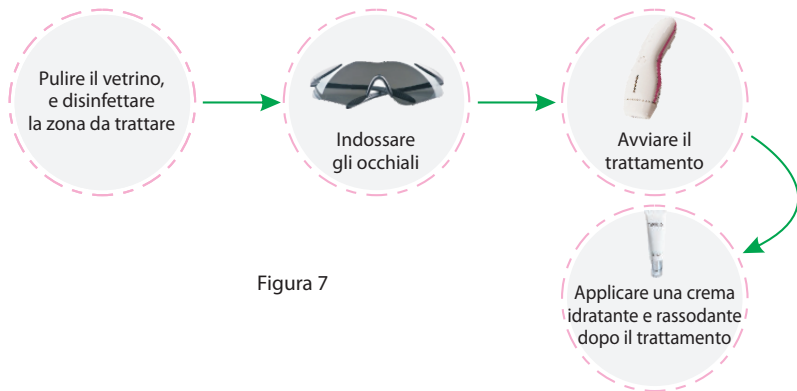 Pulire il vetrino,
e disinfettare
la zona da trattare
Indossare
gli occhiali
Avviare il
trattamento
Applicare una crema
idratante e rassodante
dopo il trattamento
Figura 7